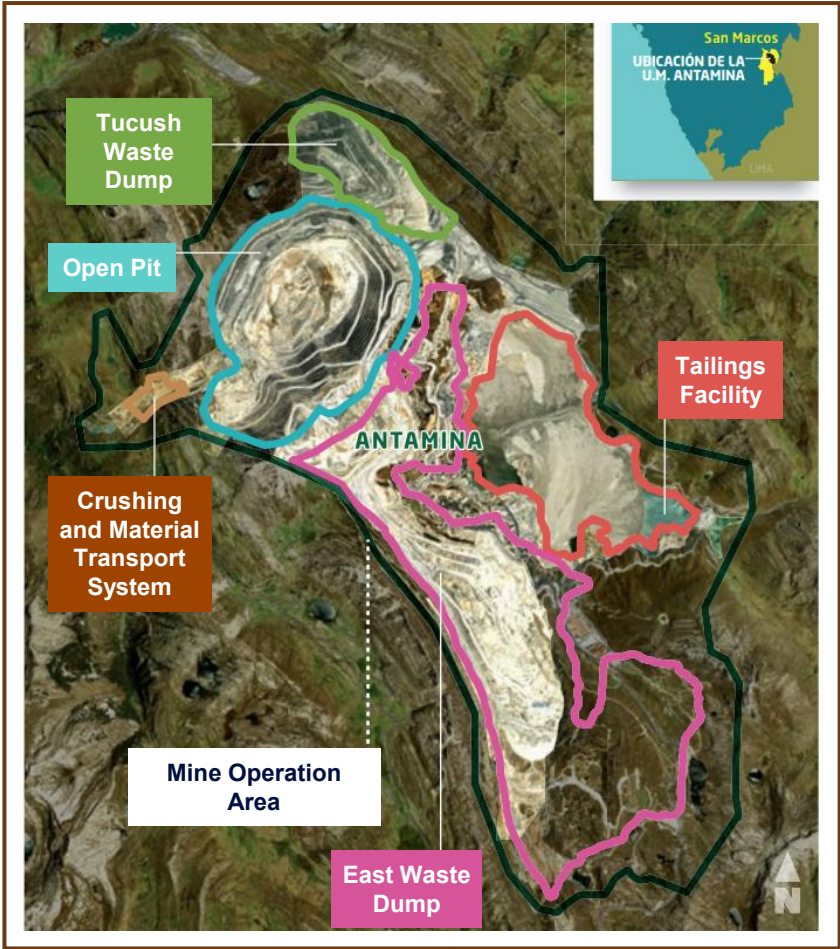 San Marcos
UBICACIÓN DE LA
U.M. ANTAMINA
LIMA
Tucush
Waste
Dump
Open Pit
Tailings
Facility
ANTAMINA
Crushing
and Material
Transport
System
Mine Operation
Area
East Waste
Dump
N